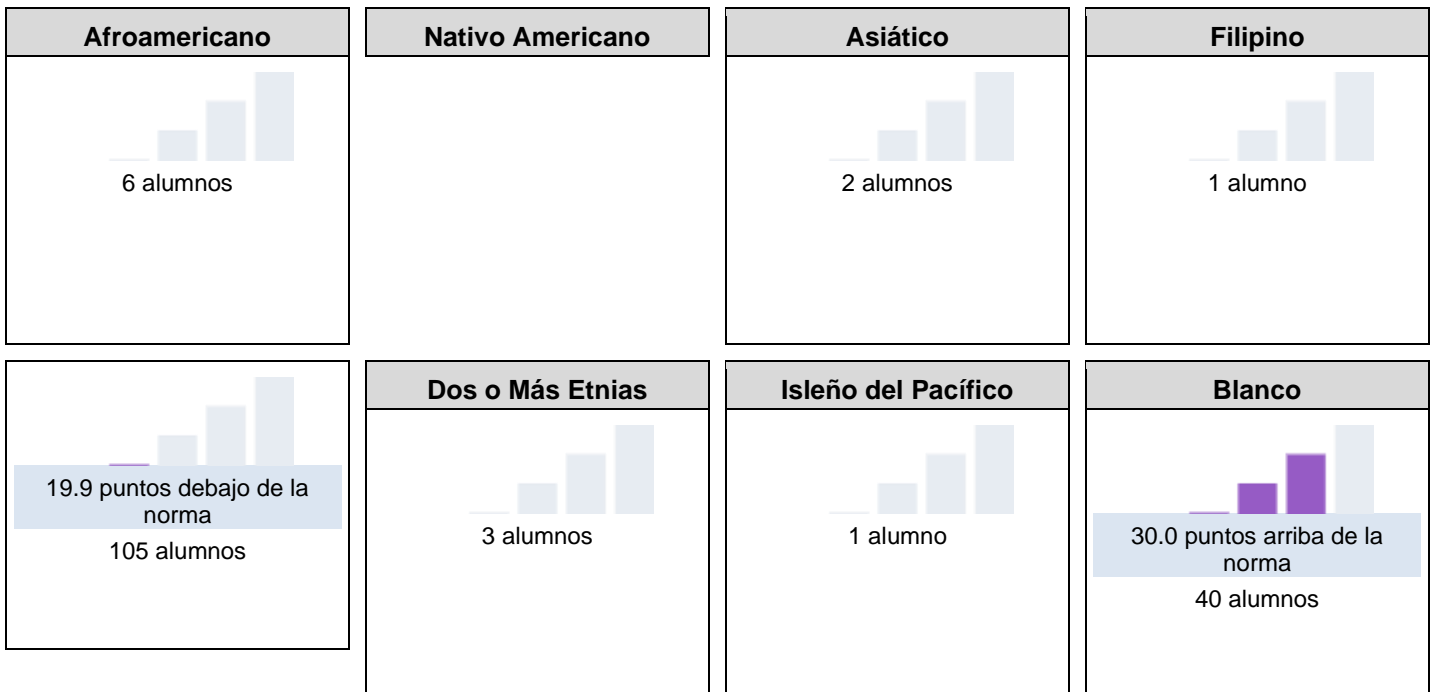 Afroamericano
Nativo Americano
Asiático
Filipino
6 alumnos
2 alumnos
1 alumno
Dos o Más Etnias
Isleño del Pacífico
Blanco
19.9 puntos debajo de la
norma
105 alumnos
3 alumnos
1 alumno
30.0 puntos arriba de la
norma
40 alumnos